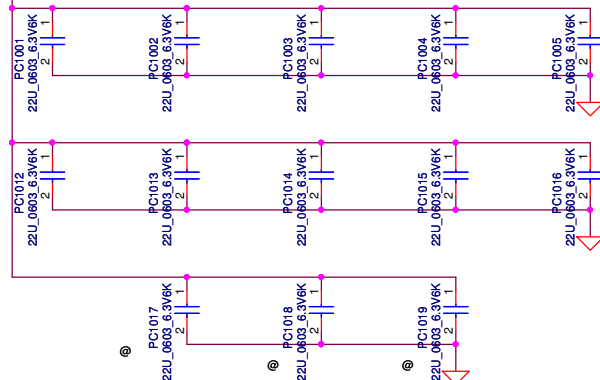 PC1001
22U_0603_6.3V6K
1
2
PC1002
22U_0603_6.3V6K
1
2
PC1003
22U_0603_6.3V6K
1
2
PC1004
22U_0603_6.3V6K
1
2
PC1005
22U_0603_6.3V6K
1
2
PC1012
22U_0603_6.3V6K
1
2
PC1013
22U_0603_6.3V6K
1
2
PC1014
22U_0603_6.3V6K
1
2
PC1015
22U_0603_6.3V6K
1
2
PC1016
22U_0603_6.3V6K
1
2
@
PC1017
22U_0603_6.3V6K
1
2
@
PC1018
22U_0603_6.3V6K
1
2
@
PC1019
22U_0603_6.3V6K
1
2